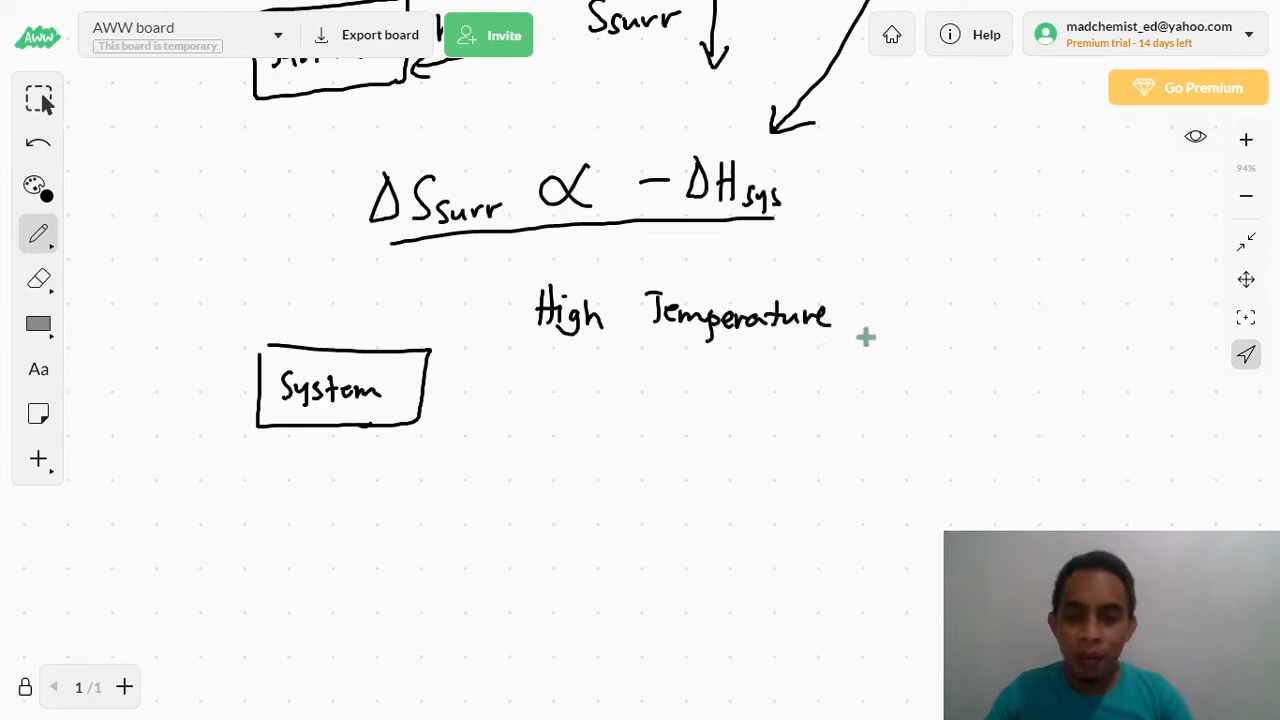 AWW
AWW board
This board is temporary
Export board
Invite
Ssurr
Help
madchemist_ed@yahoo.com
Premium trial - 14 days left
Go Premium
94%
ΔSsurr ∝ -ΔHsys
High Temperature
System
Aa
1 / 1